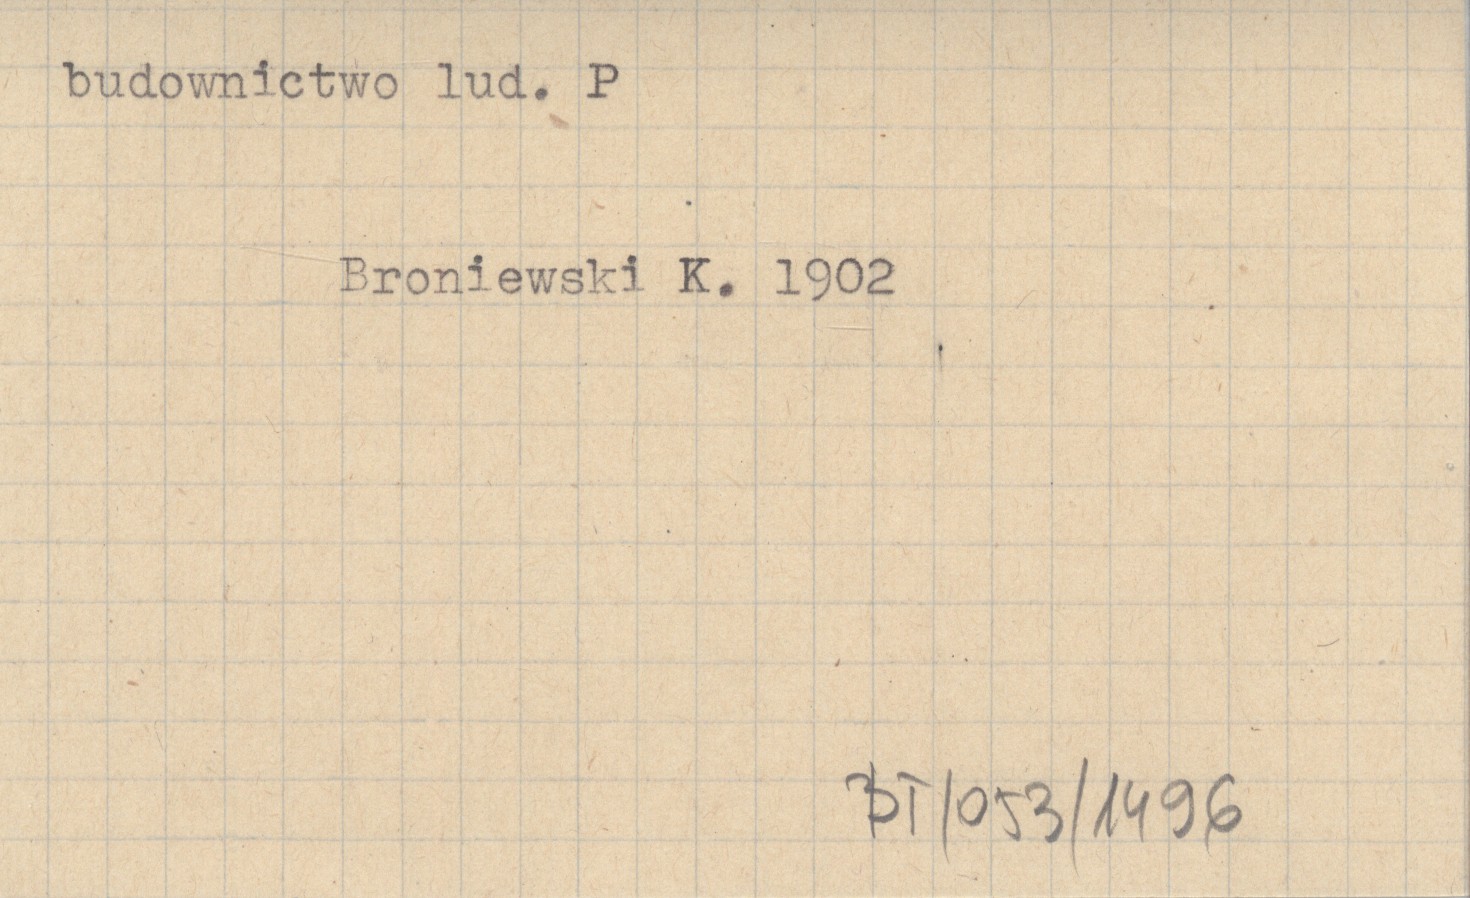 budownictwo lud. P
Broniewski K. 1902
BT/053/1496